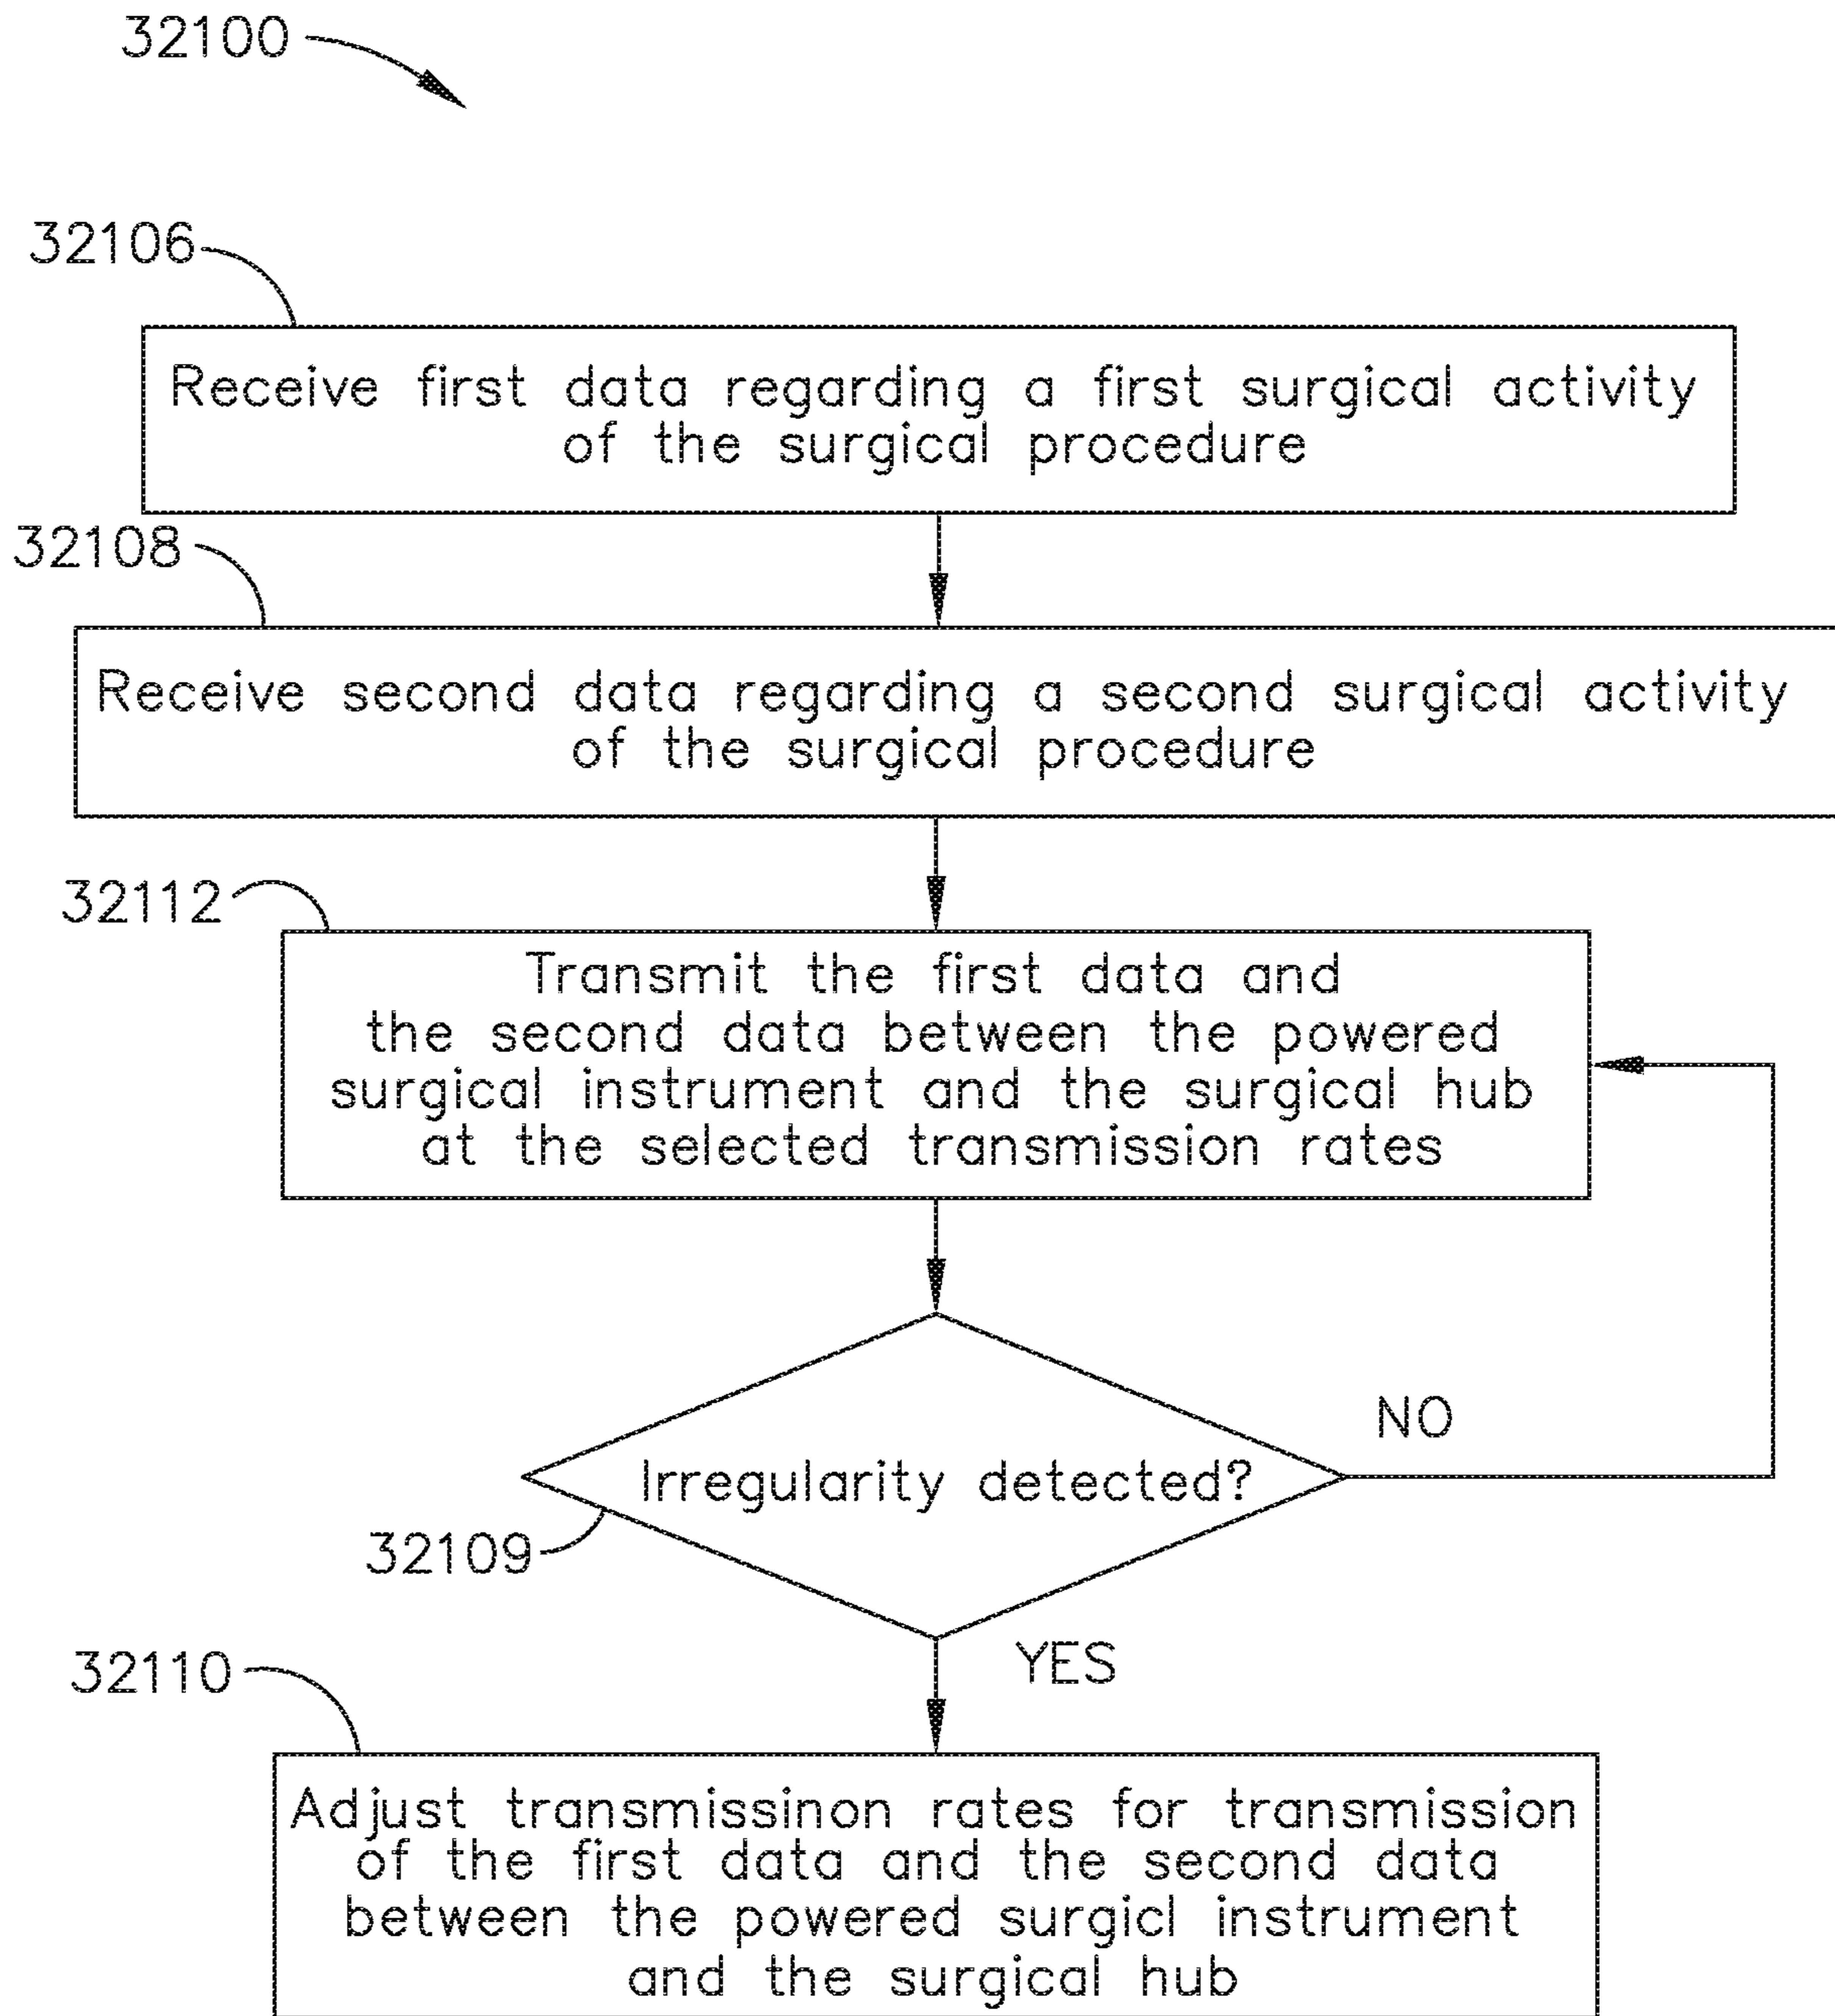 32100
32106
Receive first data regarding a first surgical activity
of the surgical procedure
32108
Receive second data regarding a second surgical activity
of the surgical procedure
32112
Transmit the first data and
the second data between the powered
surgical instrument and the surgical hub
at the selected transmission rates
NO
Irregularity detected?
32109
YES
32110
Adjust transmissinon rates for transmission
of the first data and the second data
between the powered surgicl instrument
and the surgical hub